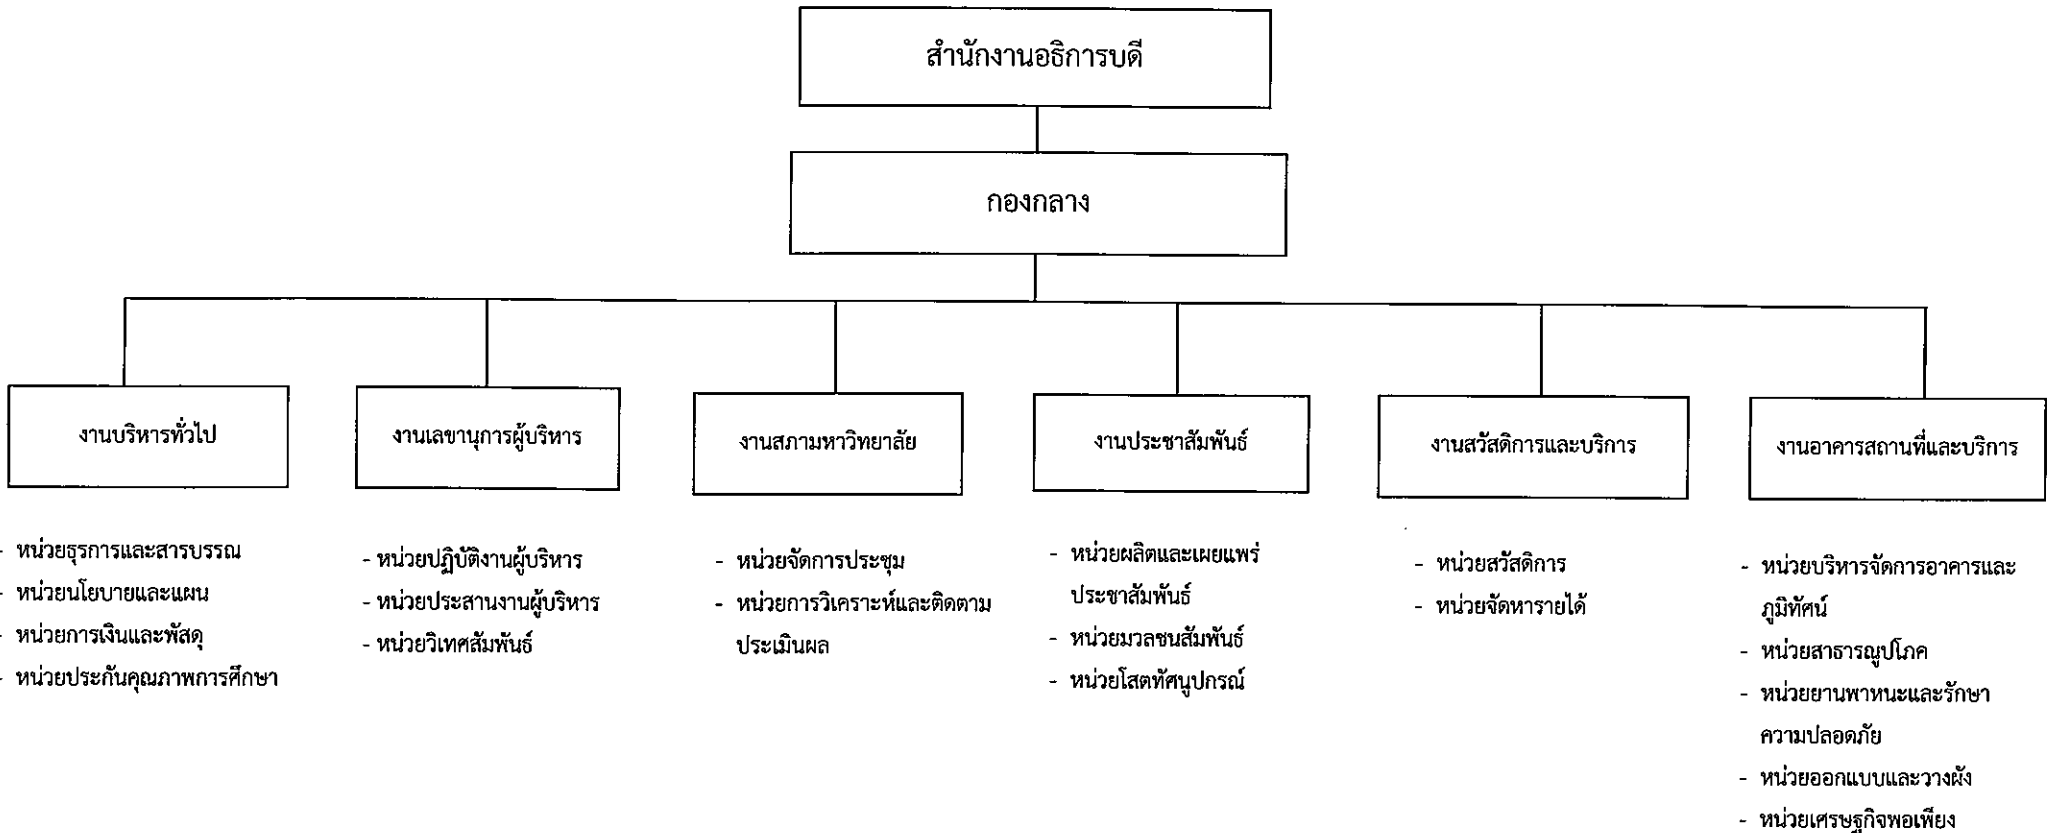 สำนักงานอธิการบดี
กองกลาง
งานบริหารทั่วไป
- หน่วยธุรการและสารบรรณ
- หน่วยนโยบายและแผน
- หน่วยการเงินและพัสดุ
- หน่วยประกันคุณภาพการศึกษา
งานเลขานุการผู้บริหาร
- หน่วยปฏิบัติงานผู้บริหาร
- หน่วยประสานงานผู้บริหาร
- หน่วยวิเทศสัมพันธ์
งานสภามหาวิทยาลัย
- หน่วยจัดการประชุม
- หน่วยการวิเคราะห์และติดตาม
ประเมินผล
งานประชาสัมพันธ์
- หน่วยผลิตและเผยแพร่
ประชาสัมพันธ์
- หน่วยมวลชนสัมพันธ์
- หน่วยโสตทัศนูปกรณ์
งานสวัสดิการและบริการ
- หน่วยสวัสดิการ
- หน่วยจัดหารายได้
งานอาคารสถานที่และบริการ
- หน่วยบริหารจัดการอาคารและ
ภูมิทัศน์
- หน่วยสาธารณูปโภค
- หน่วยยานพาหนะและรักษา
ความปลอดภัย
- หน่วยออกแบบและวางผัง
- หน่วยเศรษฐกิจพอเพียง